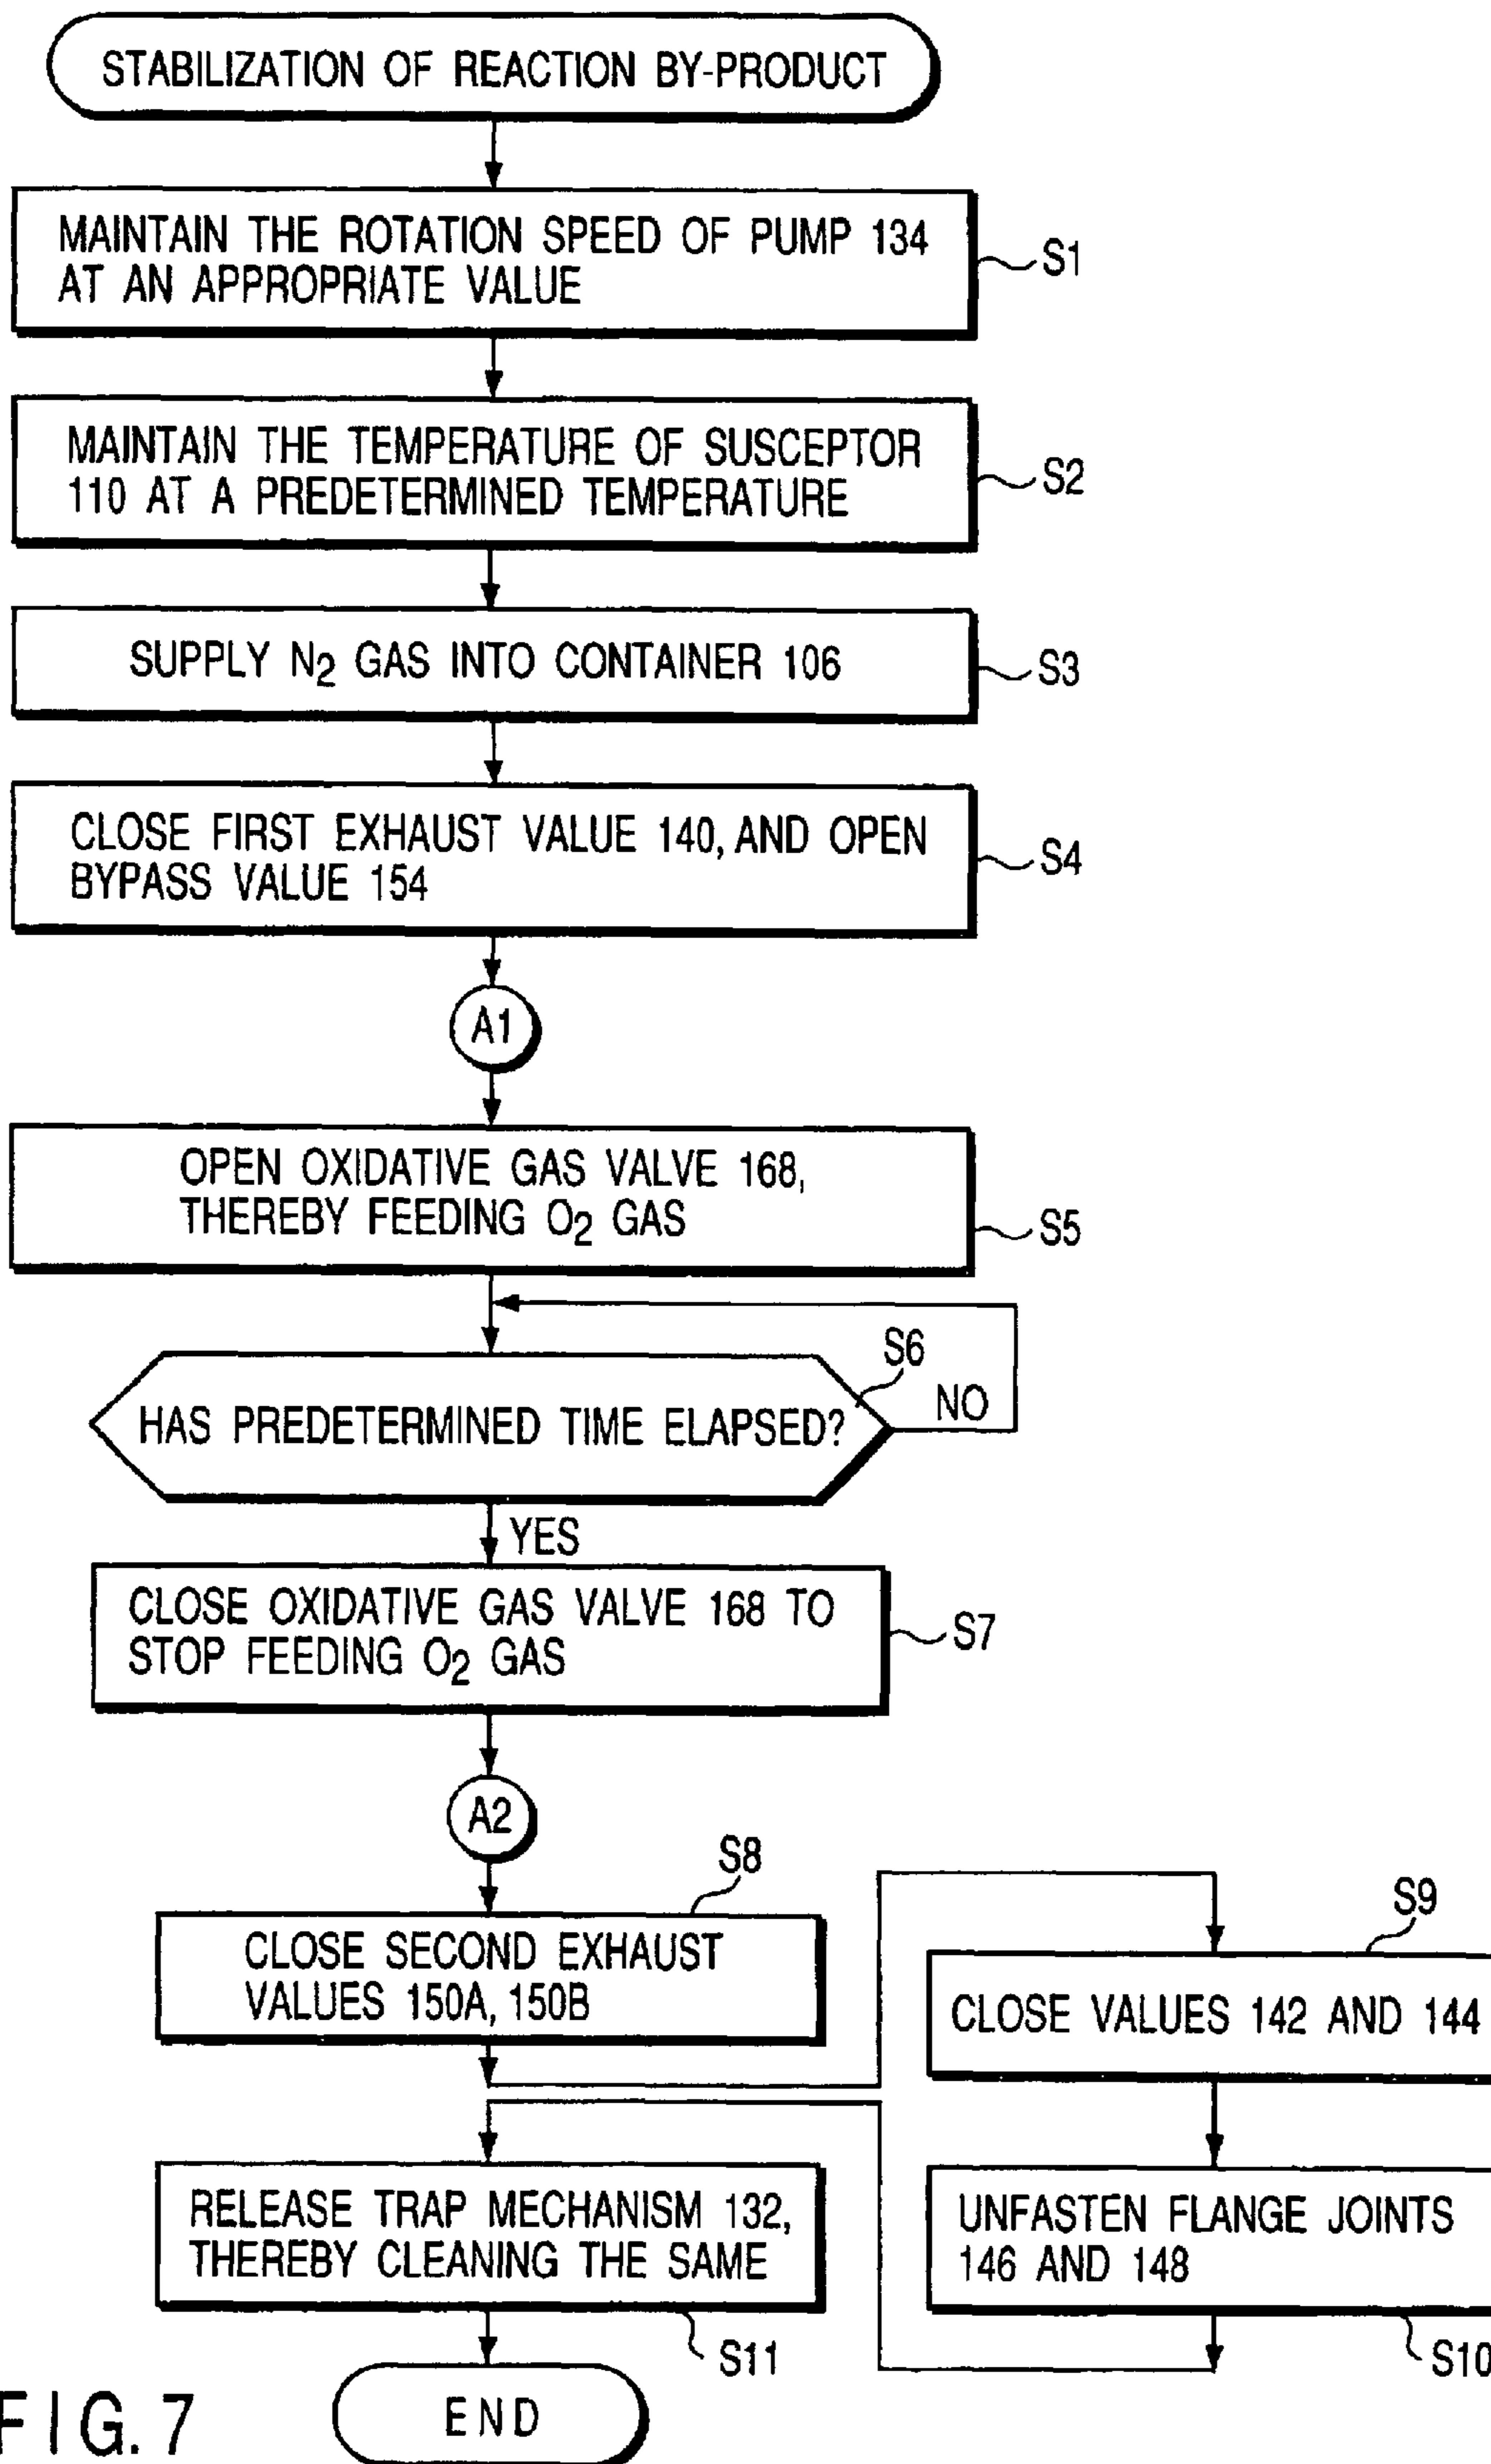 STABILIZATION OF REACTION BY-PRODUCT
MAINTAIN THE ROTATION SPEED OF PUMP 134
AT AN APPROPRIATE VALUE
S1
MAINTAIN THE TEMPERATURE OF SUSCEPTOR
110 AT A PREDETERMINED TEMPERATURE
S2
SUPPLY N2 GAS INTO CONTAINER 106
S3
CLOSE FIRST EXHAUST VALUE 140, AND OPEN
BYPASS VALUE 154
S4
A1
OPEN OXIDATIVE GAS VALVE 168,
THEREBY FEEDING O2 GAS
S5
S6
HAS PREDETERMINED TIME ELAPSED?
NO
YES
CLOSE OXIDATIVE GAS VALVE 168 TO
STOP FEEDING O2 GAS
S7
A2
S8
CLOSE SECOND EXHAUST
VALUES 150A, 150B
S9
CLOSE VALUES 142 AND 144
UNFASTEN FLANGE JOINTS
146 AND 148
S10
RELEASE TRAP MECHANISM 132,
THEREBY CLEANING THE SAME
S11
END
FIG. 7